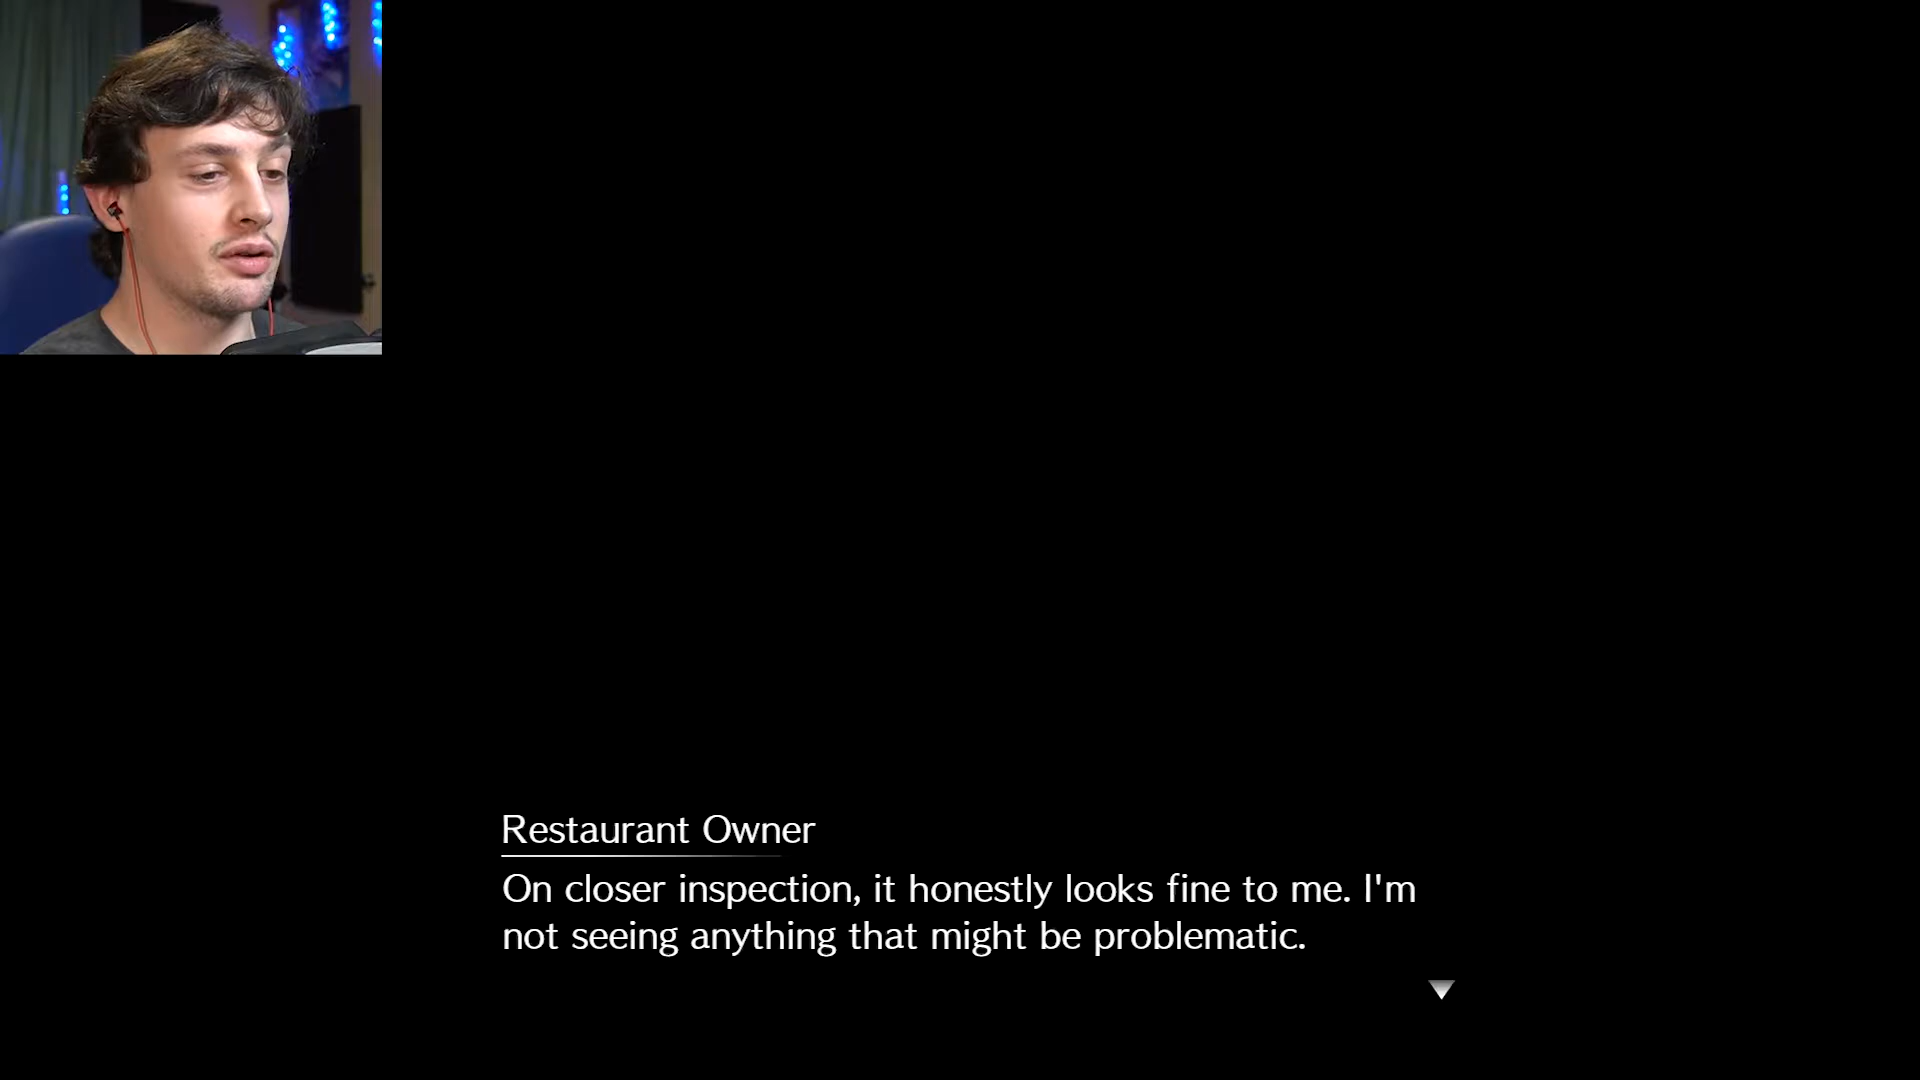 Restaurant Owner
On closer inspection, it honestly looks fine to me. I'm
not seeing anything that might be problematic.